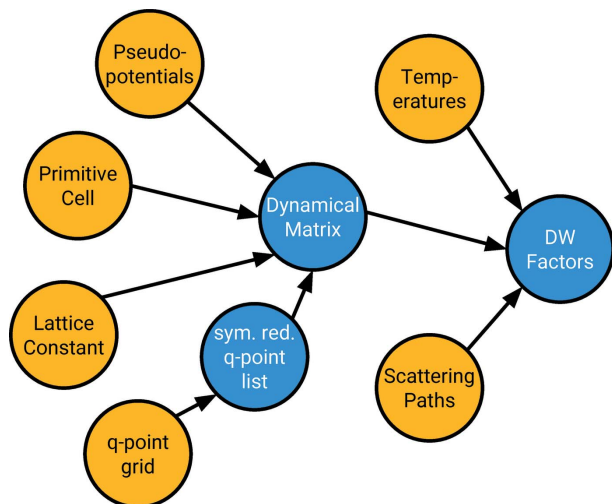 Pseudo-
potentials
Temp-
eratures
Primitive
Cell
Dynamical
Matrix
DW
Factors
Lattice
Constant
sym. red.
q-point
list
Scattering
Paths
q-point
grid